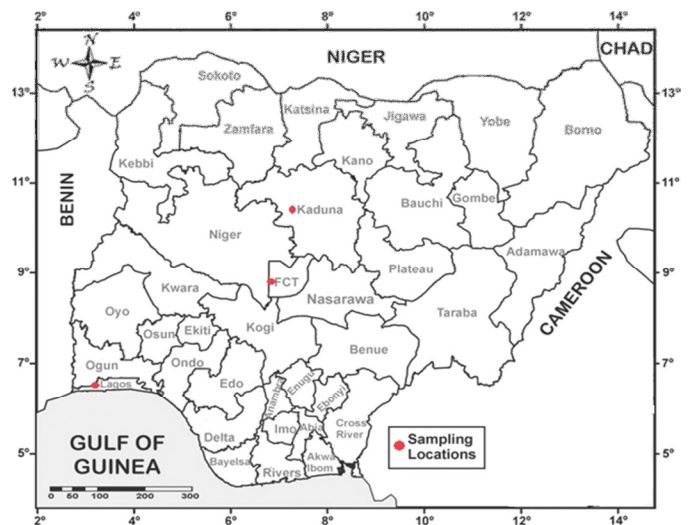 2° 4° 6° 8° 10° 12° 14°
N
W E
S
NIGER
CHAD
Sokoto
13° 13°
Katsina
Jigawa
Zamfara
Yobe
Borno
Kebbi
Kano
11° 11°
BENIN
Kaduna
Bauchi
Gombe
Niger
Adamawa
9° 9°
FCT
Plateau
Kwara
Nasarawa
Oyo
Taraba
CAMEROON
Osun
Ekiti
Kogi
Benue
7° 7°
Ogun
Ondo
Lagos
Edo
Anambra
Enugu
Ebonyi
Cross
River
Imo
Abia
Delta
GULF OF
GUINEA
Sampling
Locations
5° 5°
Bayelsa
Rivers
Akwa
Ibom
0 50 100 200 300
2° 4° 6° 8° 10° 12° 14°